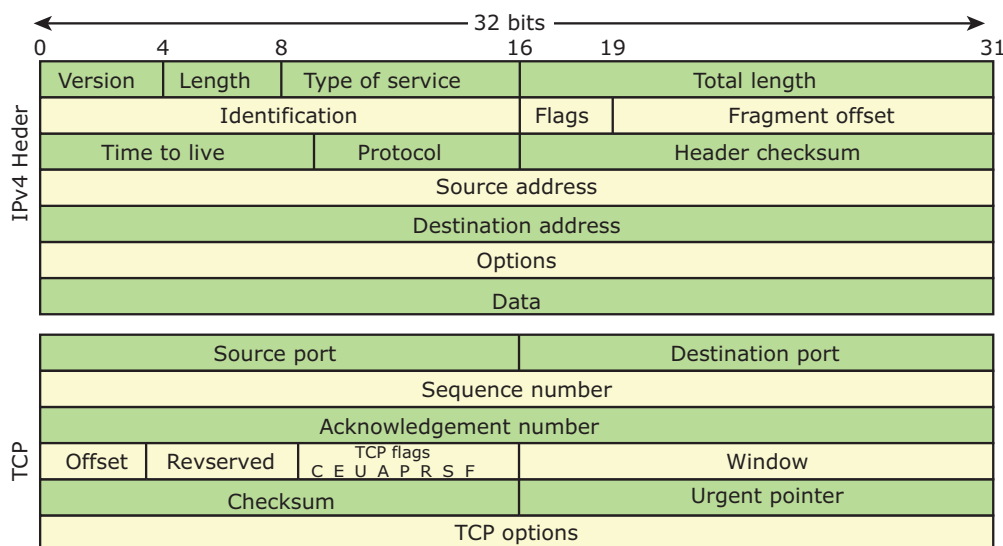 32 bits
0 4 8 16 19 31
IPv4 Heder
Version Length Type of service Total length
Identification Flags Fragment offset
Time to live Protocol Header checksum
Source address
Destination address
Options
Data
TCP
Source port Destination port
Sequence number
Acknowledgement number
Offset Revserved TCP flags Window
C E U A P R S F
Checksum Urgent pointer
TCP options